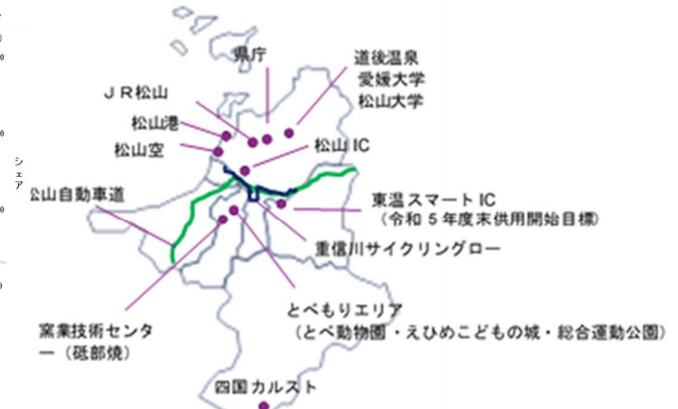 県庁
道後温泉
愛媛大学
松山大学
ＪＲ松山
松山港
松山空
松山 IC
シェア
山自動車道
東温スマート IC
（令和 5 年度末供用開始目標）
重信川サイクリングロー
とべもりエリア
（とべ動物園・えひめこどもの城・総合運動公園）
窯業技術センタ
ー（砥部焼）
四国カルスト